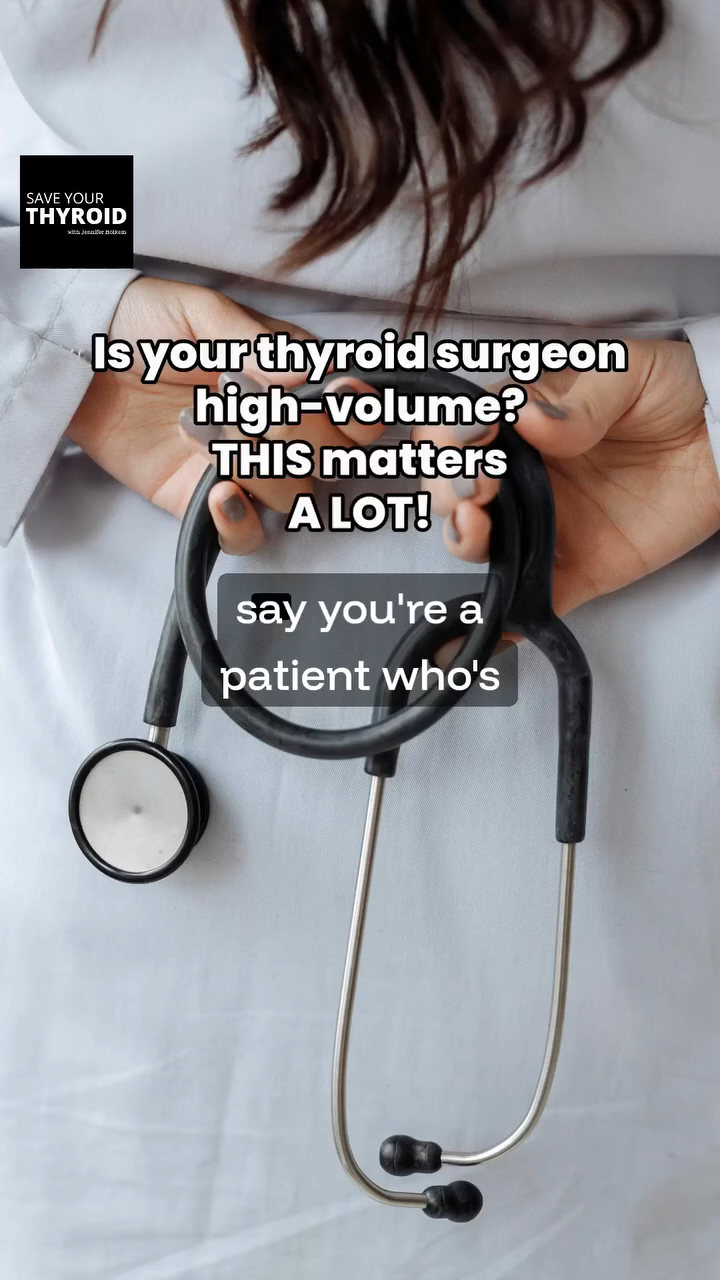 SAVE YOUR
THYROID
Is your thyroid surgeon
high-volume?
THIS matters
A LOT!
say you're a
patient who's